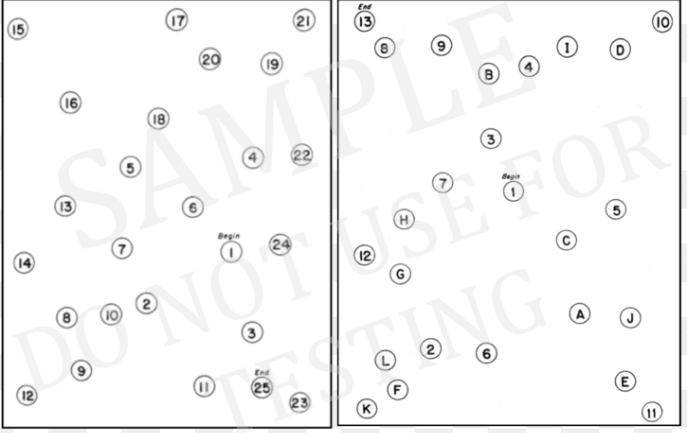 15 17 21
20 19
16
18
5 4 22
13 6
Begin
14 7 1 24
2
8 10
3
9
End
12 11 25 23
End
13 10
8 9 I D
B 4
3
Begin
7 1
5
H
C
12
G
A J
2 6
L
F E
K 11
SAMPLE
DO NOT USE FOR
TESTING